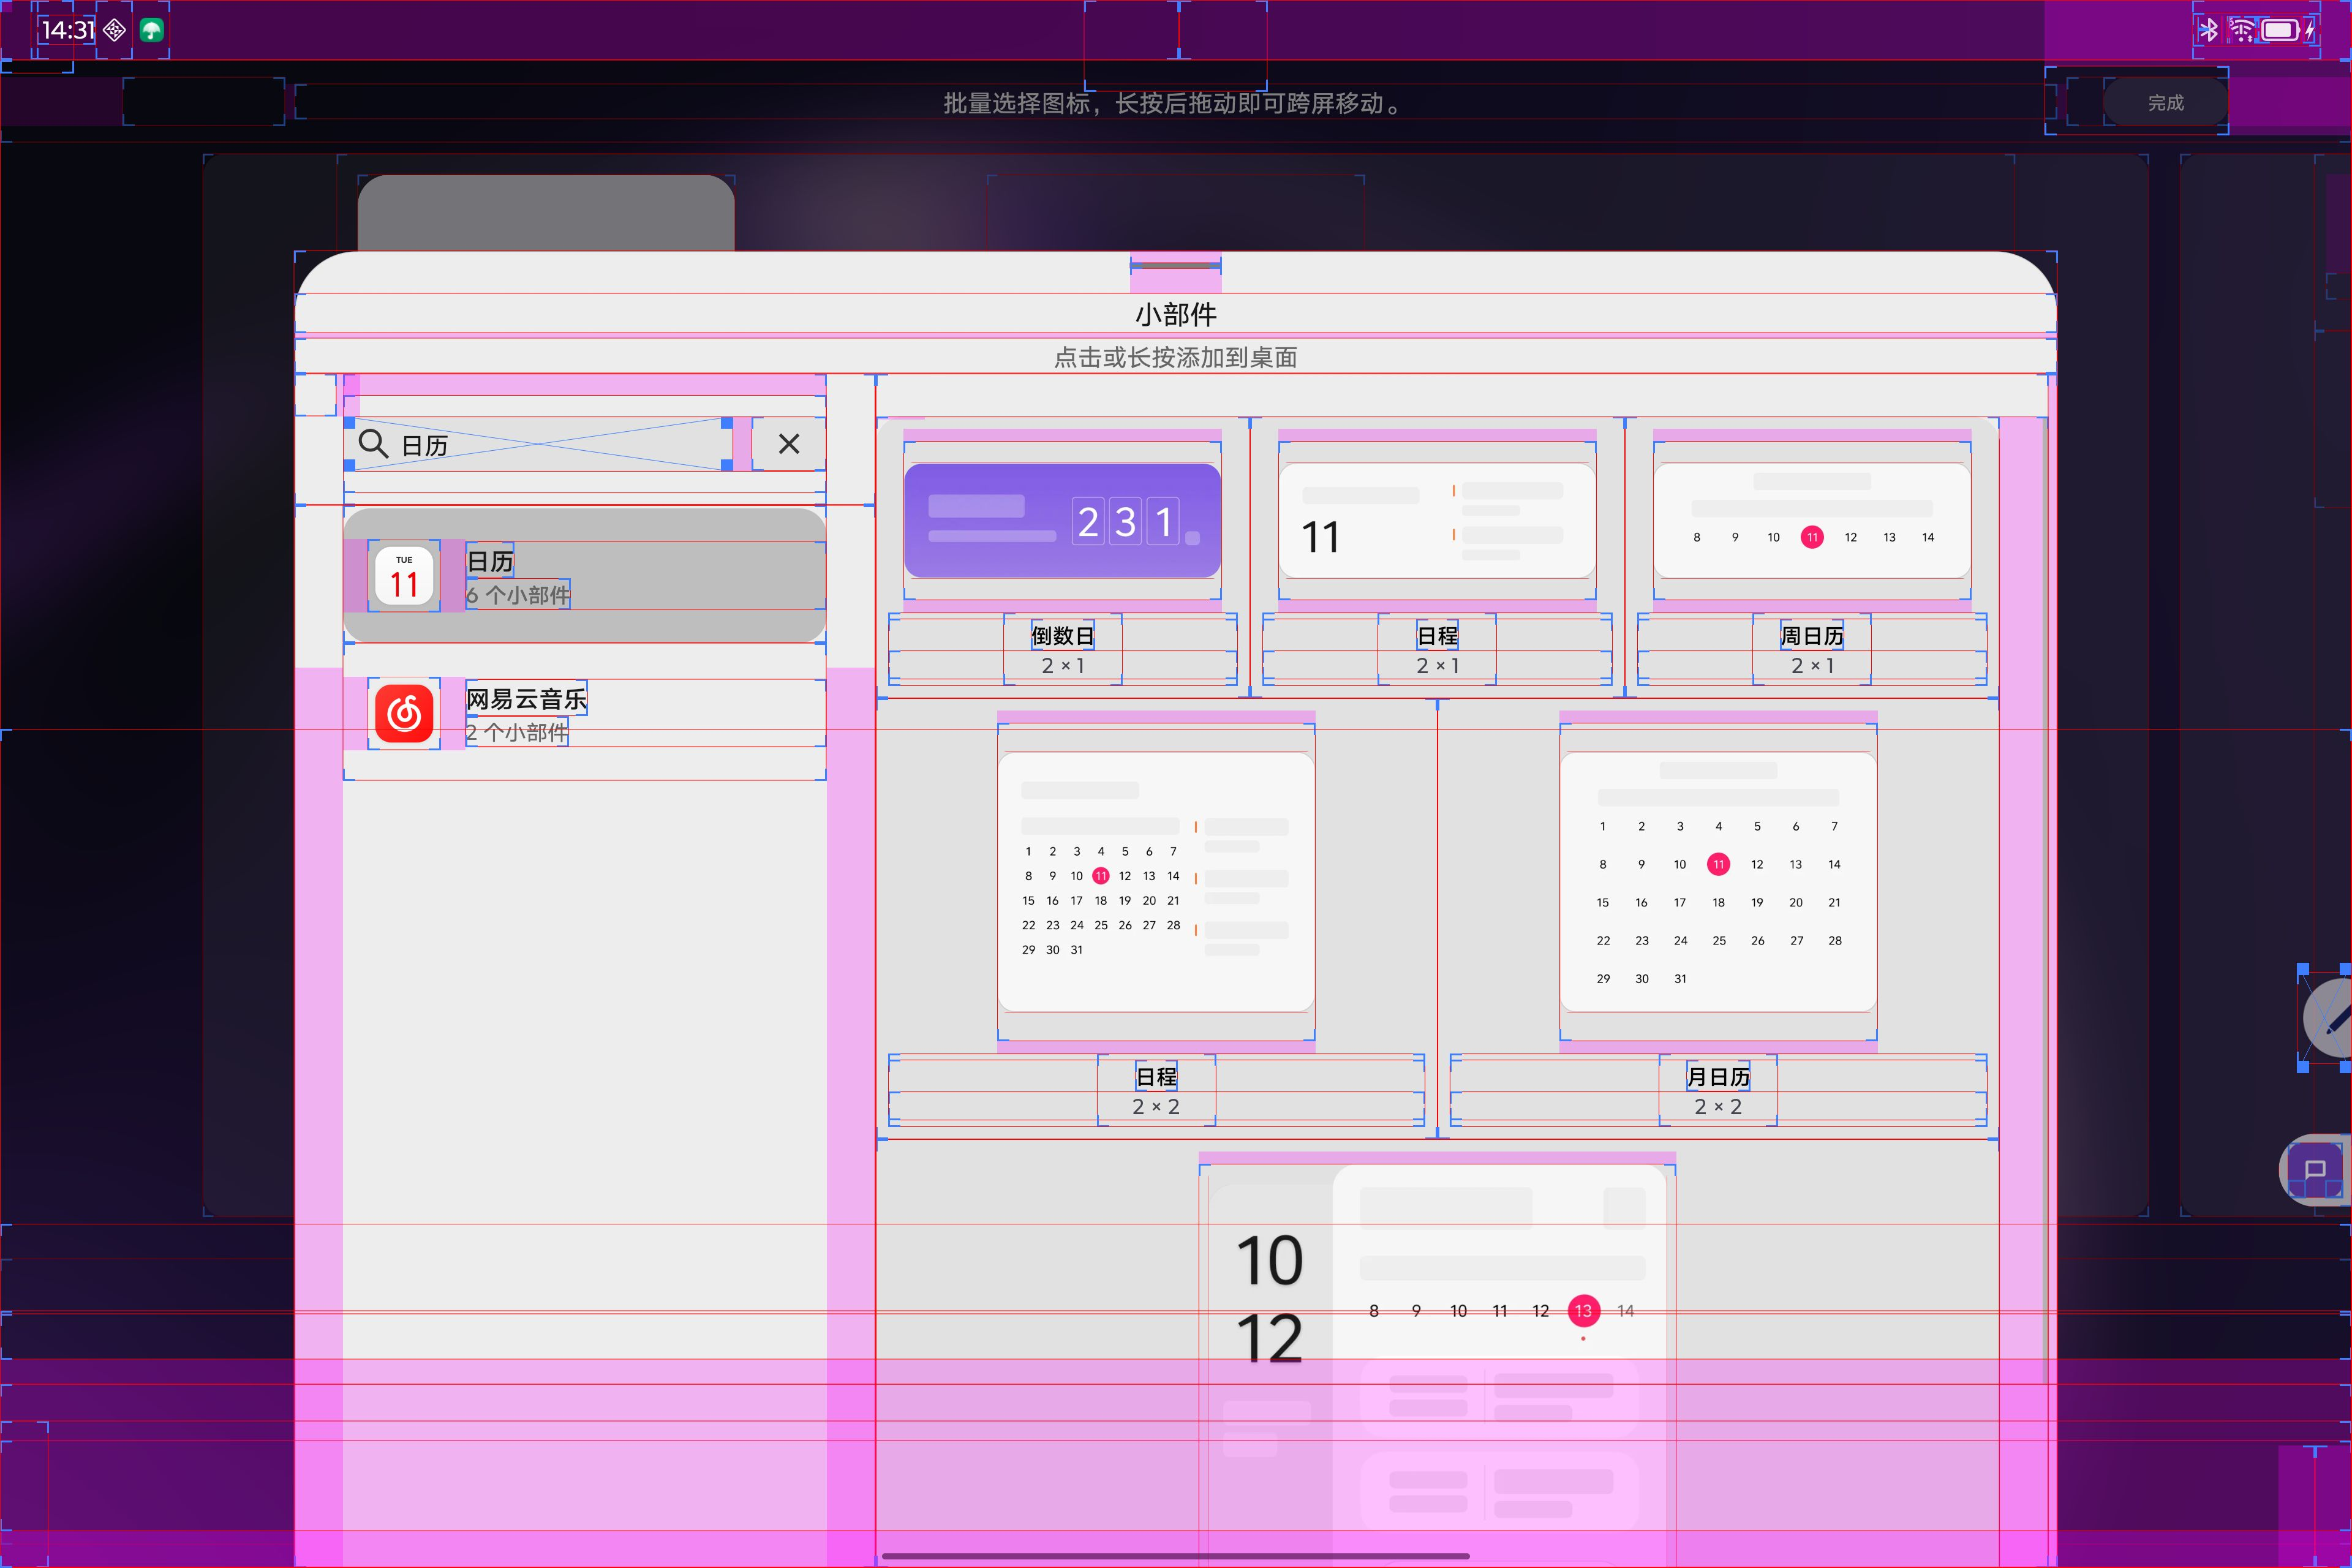 14:31
批量选择图标，长按后拖动即可跨屏移动。
完成
小部件
点击或长按添加到桌面
日历
TUE
11
日历
6 个小部件
网易云音乐
2 个小部件
2 3 1
倒数日
2 × 1
11
日程
2 × 1
8 9 10 11 12 13 14
周日历
2 × 1
1 2 3 4 5 6 7
8 9 10 11 12 13 14
15 16 17 18 19 20 21
22 23 24 25 26 27 28
29 30 31
日程
2 × 2
1 2 3 4 5 6 7
8 9 10 11 12 13 14
15 16 17 18 19 20 21
22 23 24 25 26 27 28
29 30 31
月日历
2 × 2
10
12
8 9 10 11 12 13 14